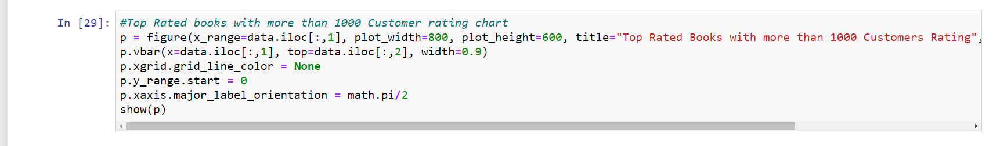 In [29]:
#Top Rated books with more than 1000 Customer rating chart
p = figure(x_range=data.iloc[:,1], plot_width=800, plot_height=600, title="Top Rated Books with more than 1000 Customers Rating",
p.vbar(x=data.iloc[:,1], top=data.iloc[:,2], width=0.9)
p.xgrid.grid_line_color = None
p.y_range.start = 0
p.xaxis.major_label_orientation = math.pi/2
show(p)